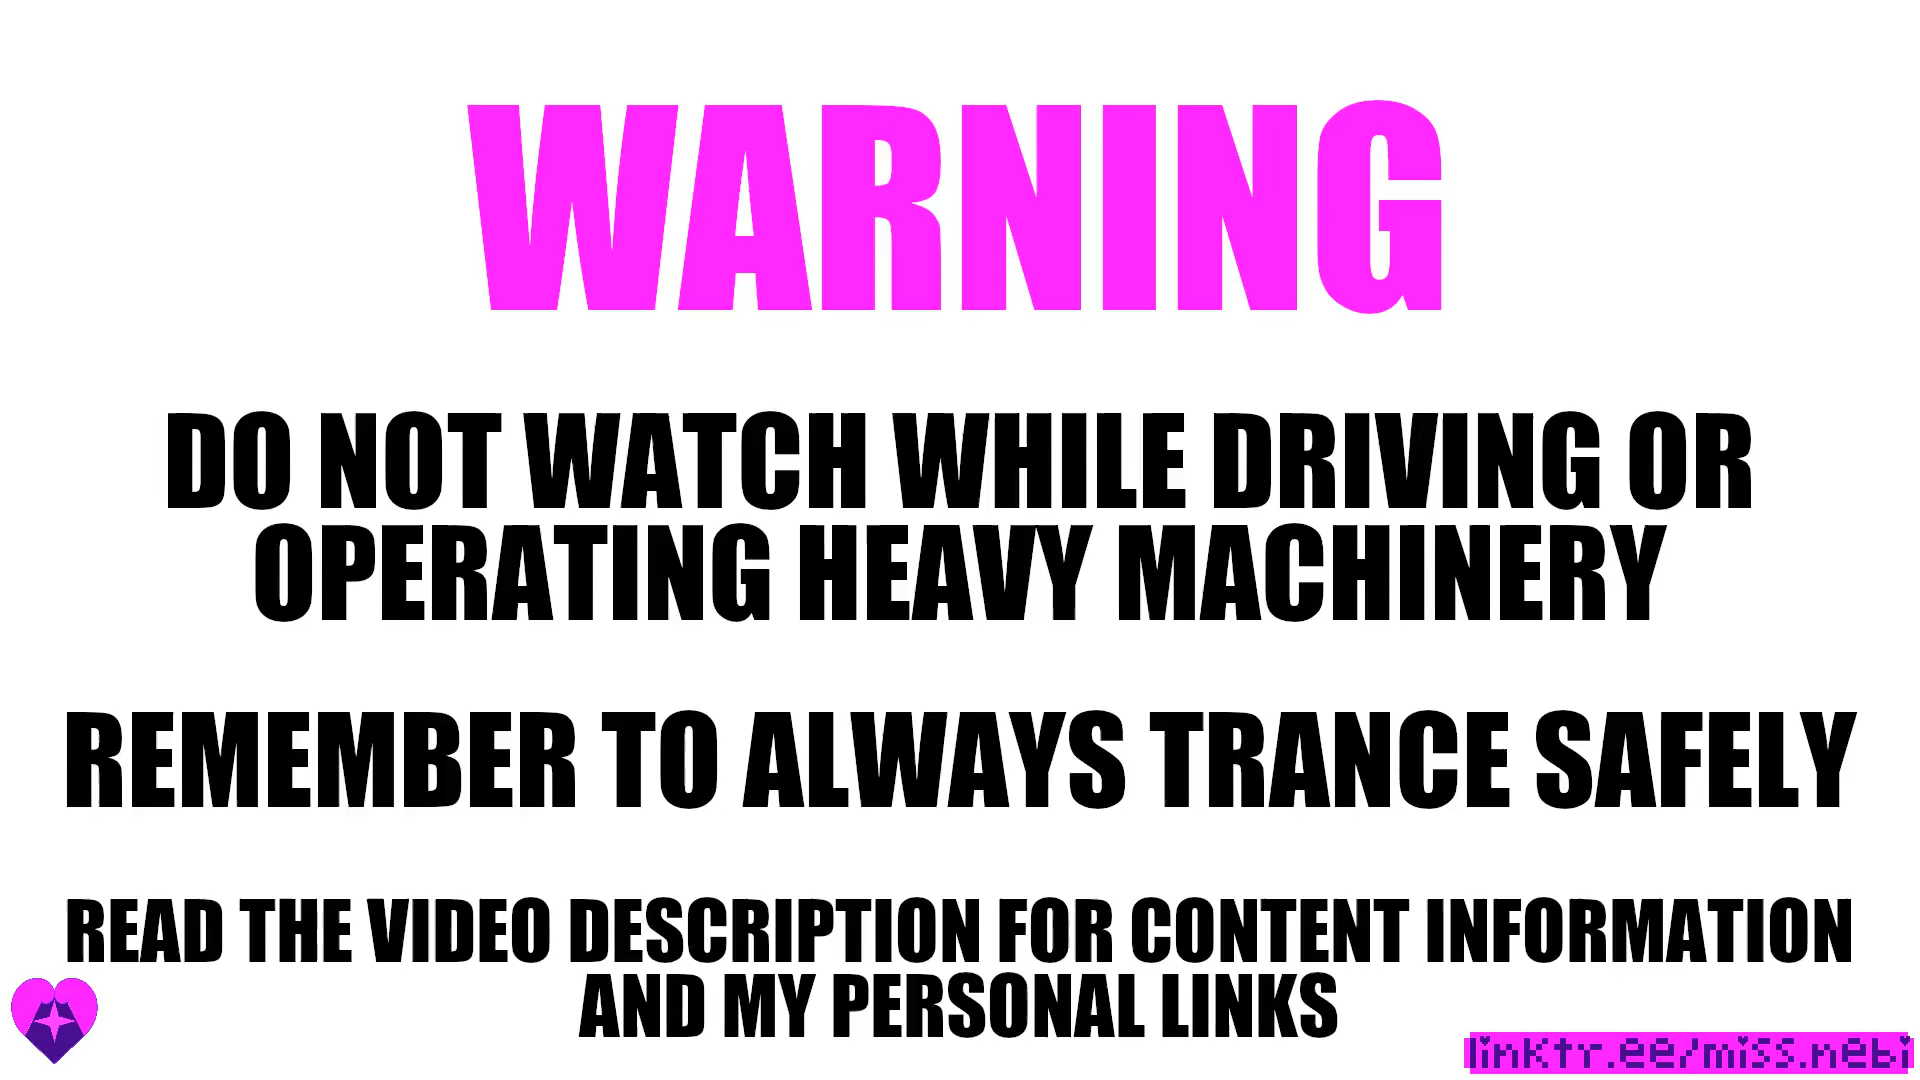 WARNING
DO NOT WATCH WHILE DRIVING OR
OPERATING HEAVY MACHINERY
REMEMBER TO ALWAYS TRANCE SAFELY
READ THE VIDEO DESCRIPTION FOR CONTENT INFORMATION
AND MY PERSONAL LINKS
linktr.ee/miss.nebi